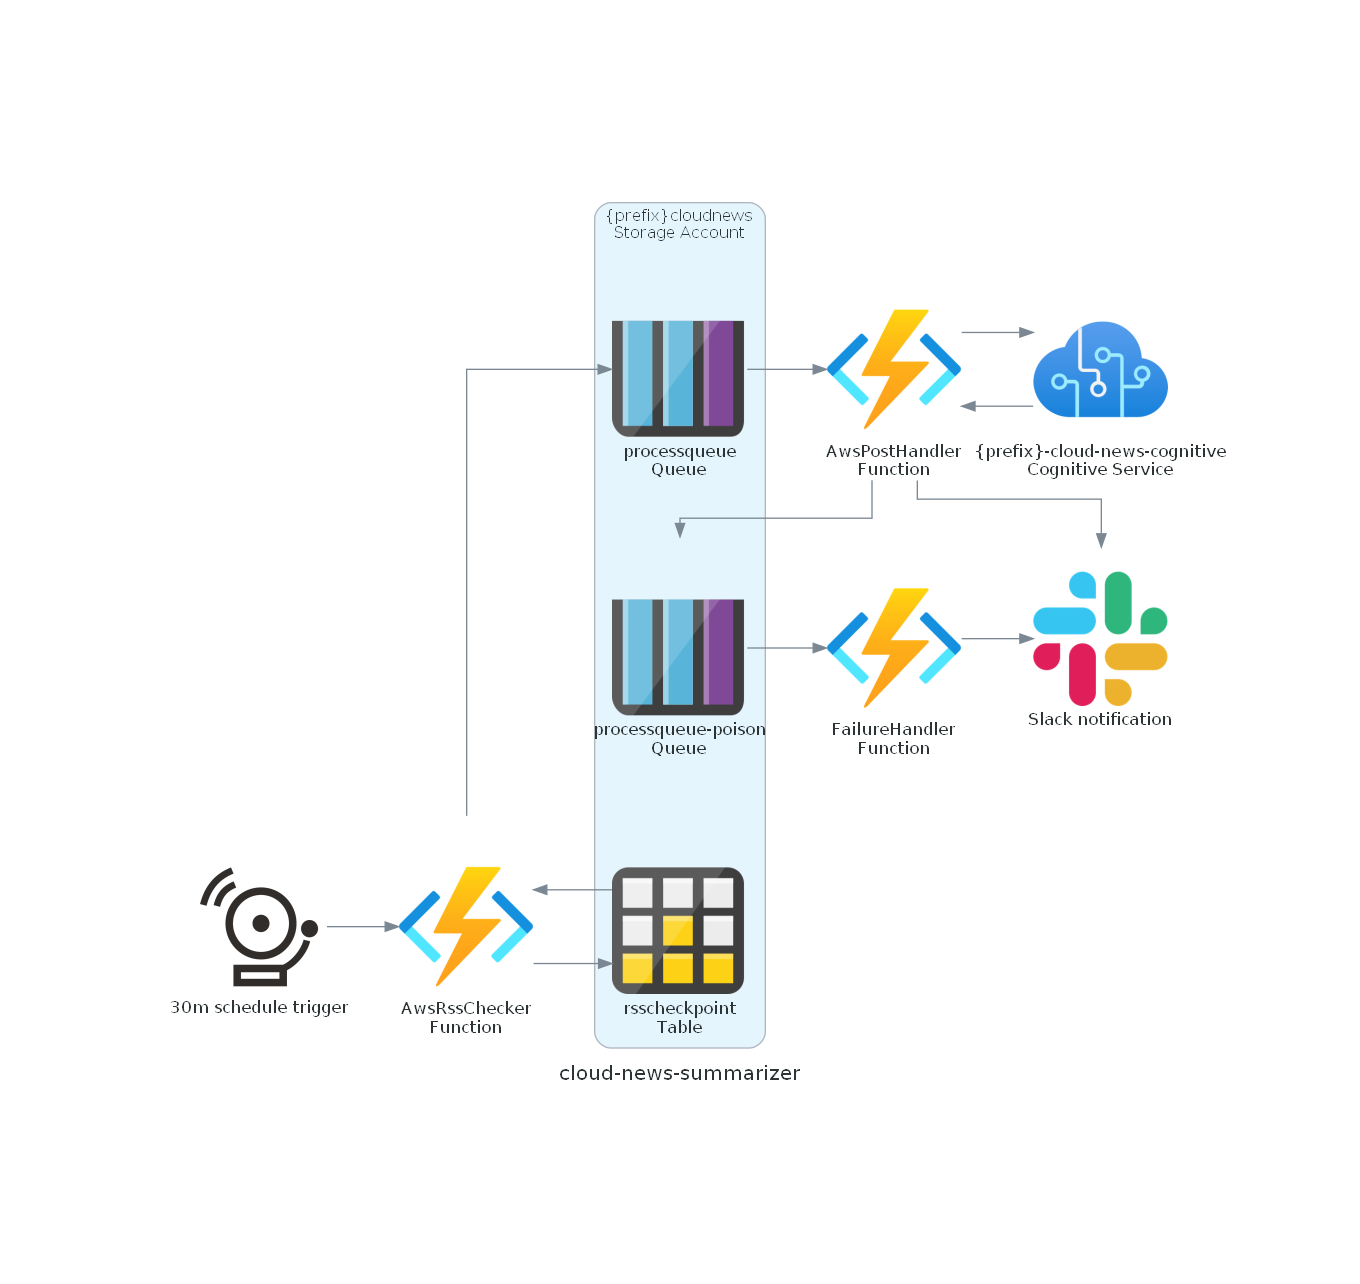 {prefix}cloudnews
Storage Account
processqueue
Queue
AwsPostHandler
Function
{prefix}-cloud-news-cognitive
Cognitive Service
processqueue-poison
Queue
FailureHandler
Function
Slack notification
30m schedule trigger
AwsRssChecker
Function
rsscheckpoint
Table
cloud-news-summarizer